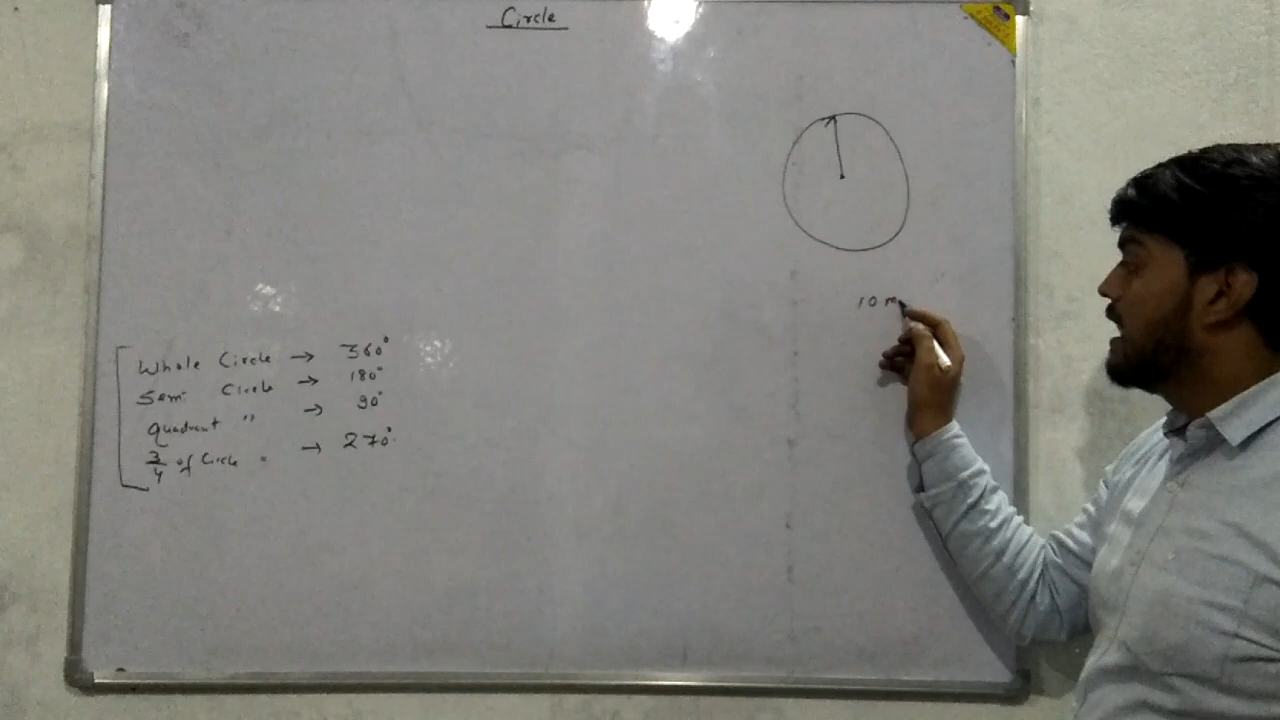 Circle
10 m
Whole Circle → 360°
Semi Circle → 180°
quadrant " → 90°
3/4 of Circle " → 270°